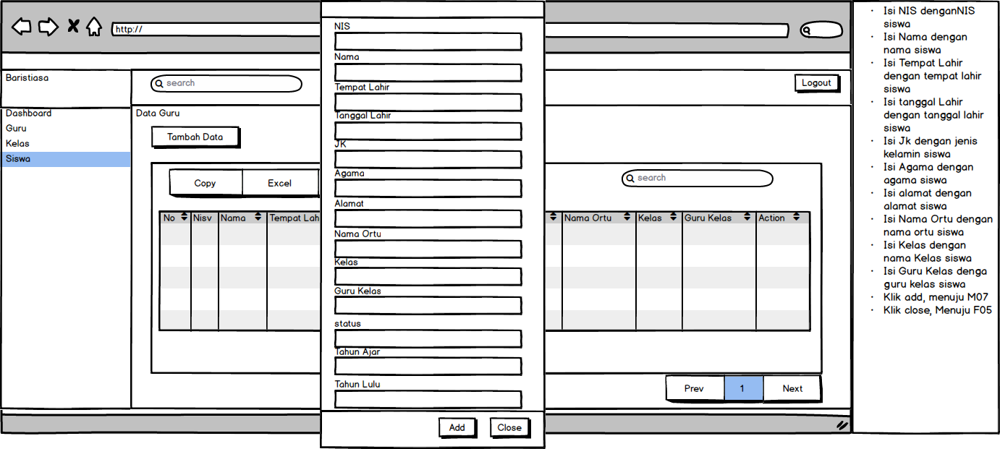 http://
Baristiasa
search
Logout
Dashboard
Guru
Kelas
Siswa
Data Guru
Tambah Data
Copy
Excel
search
No
Nisv
Nama
Tempat Lah
Nama Ortu
Kelas
Guru Kelas
Action
Prev
1
Next
NIS
Nama
Tempat Lahir
Tanggal Lahir
JK
Agama
Alamat
Nama Ortu
Kelas
Guru Kelas
status
Tahun Ajar
Tahun Lulu
Add
Close
· Isi NIS denganNIS
siswa
· Isi Nama dengan
nama siswa
· Isi Tempat Lahir
dengan tempat lahir
siswa
· Isi tanggal Lahir
dengan tanggal lahir
siswa
· Isi Jk dengan jenis
kelamin siswa
· Isi Agama dengan
agama siswa
· Isi alamat dengan
alamat siswa
· Isi Nama Ortu dengan
nama ortu siswa
· Isi Kelas dengan
nama Kelas siswa
· Isi Guru Kelas denga
guru kelas siswa
· Klik add, menuju M07
· Klik close, Menuju F05